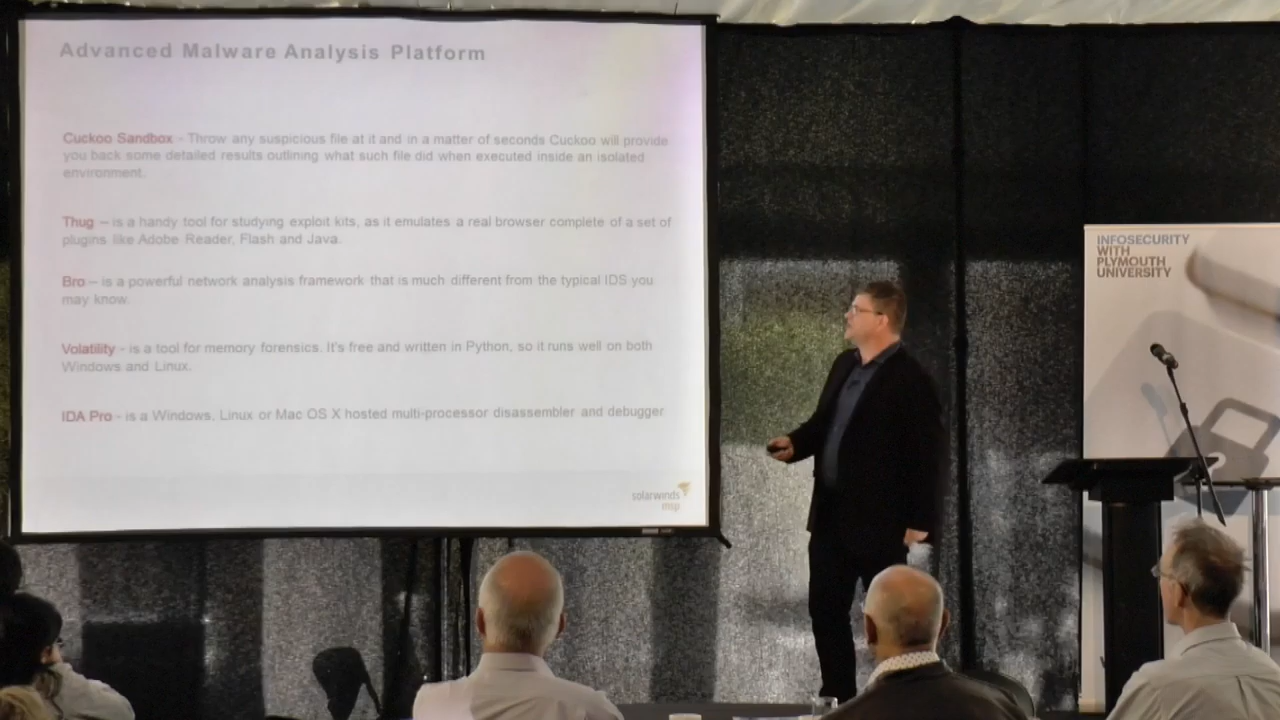 Advanced Malware Analysis Platform
Cuckoo Sandbox - Throw any suspicious file at it and in a matter of seconds Cuckoo will provide
you back some detailed results outlining what such file did when executed inside an isolated
environment.
Thug – is a handy tool for studying exploit kits, as it emulates a real browser complete of a set of
plugins like Adobe Reader, Flash and Java.
Bro – is a powerful network analysis framework that is much different from the typical IDS you
may know.
Volatility - is a tool for memory forensics. It's free and written in Python, so it runs well on both
Windows and Linux.
IDA Pro - is a Windows, Linux or Mac OS X hosted multi-processor disassembler and debugger
solarwinds
msp
INFOSECURITY
WITH
PLYMOUTH
UNIVERSITY